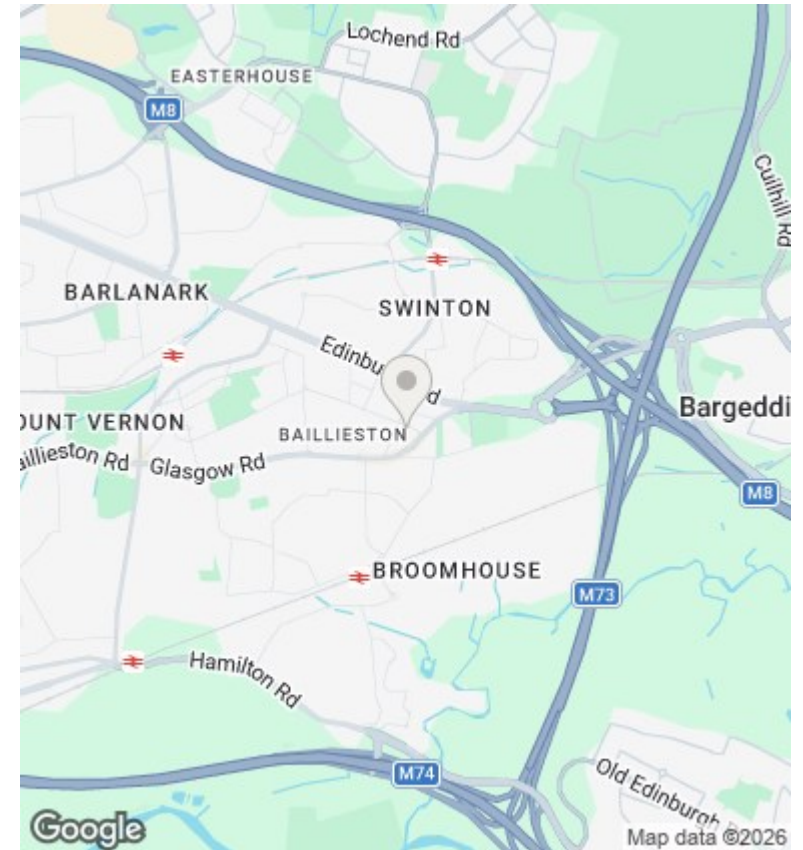 Lochend Rd
EASTERHOUSE
M8
Cuilhill Rd
BARLANARK
SWINTON
Edinbu d
OUNT VERNON
BAILLIESTON
Bargeddi
aillieston Rd
Glasgow Rd
M8
BROOMHOUSE
M73
Hamilton Rd
M74
Old Edinburgh
Google
Map data ©2026